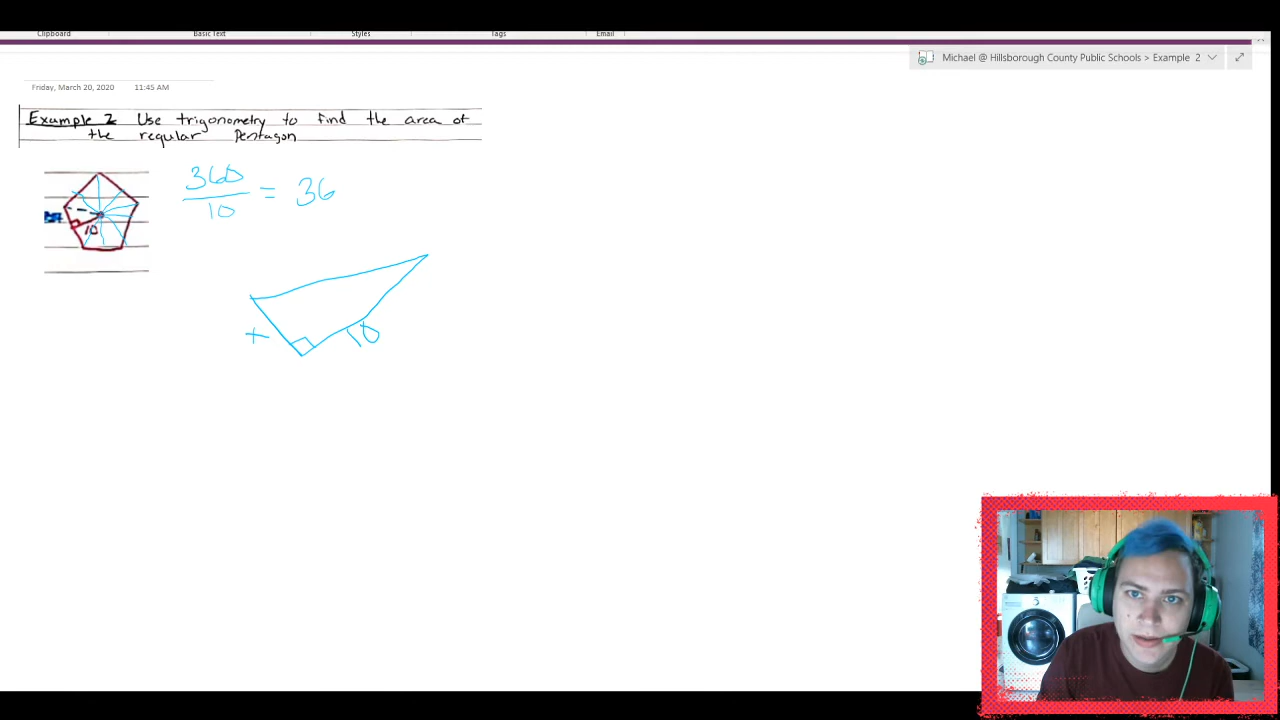 Clipboard
Basic Text
Styles
Tags
Email
Michael @ Hillsborough County Public Schools > Example 2
Friday, March 20, 2020 11:45 AM
Example 2 Use trigonometry to find the area of
the regular Pentagon
360
10
= 36
10
x
10